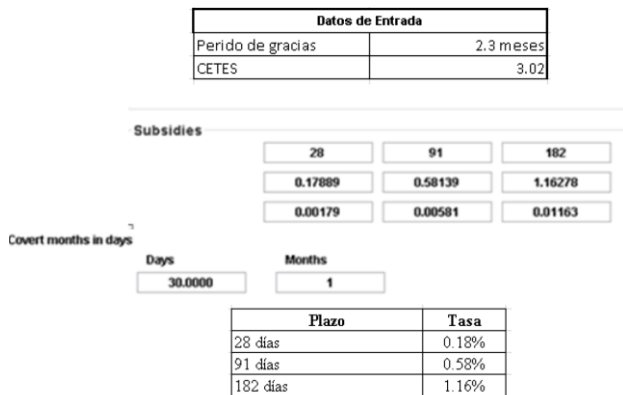 Datos de Entrada
Perido de gracias 2.3 meses
CETES 3.02
Subsidies
28 91 182
0.17889 0.58139 1.16278
0.00179 0.00581 0.01163
Covert months in days
Days Months
30.0000 1
Plazo Tasa
28 días 0.18%
91 días 0.58%
182 días 1.16%